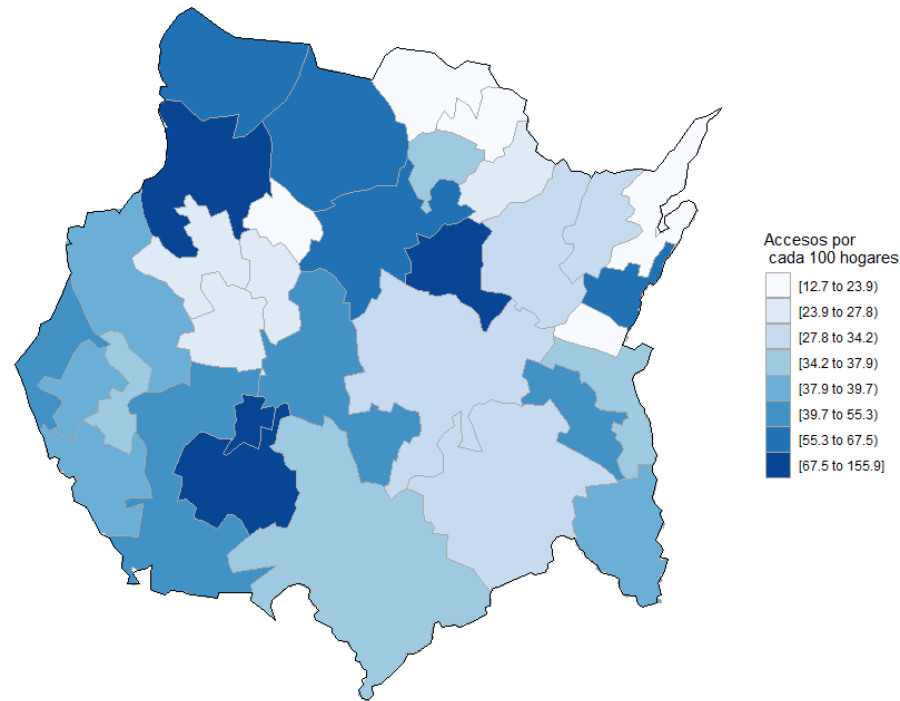 Accesos por
cada 100 hogares
[12.7 to 23.9)
[23.9 to 27.8)
[27.8 to 34.2)
[34.2 to 37.9)
[37.9 to 39.7)
[39.7 to 55.3)
[55.3 to 67.5)
[67.5 to 155.9]